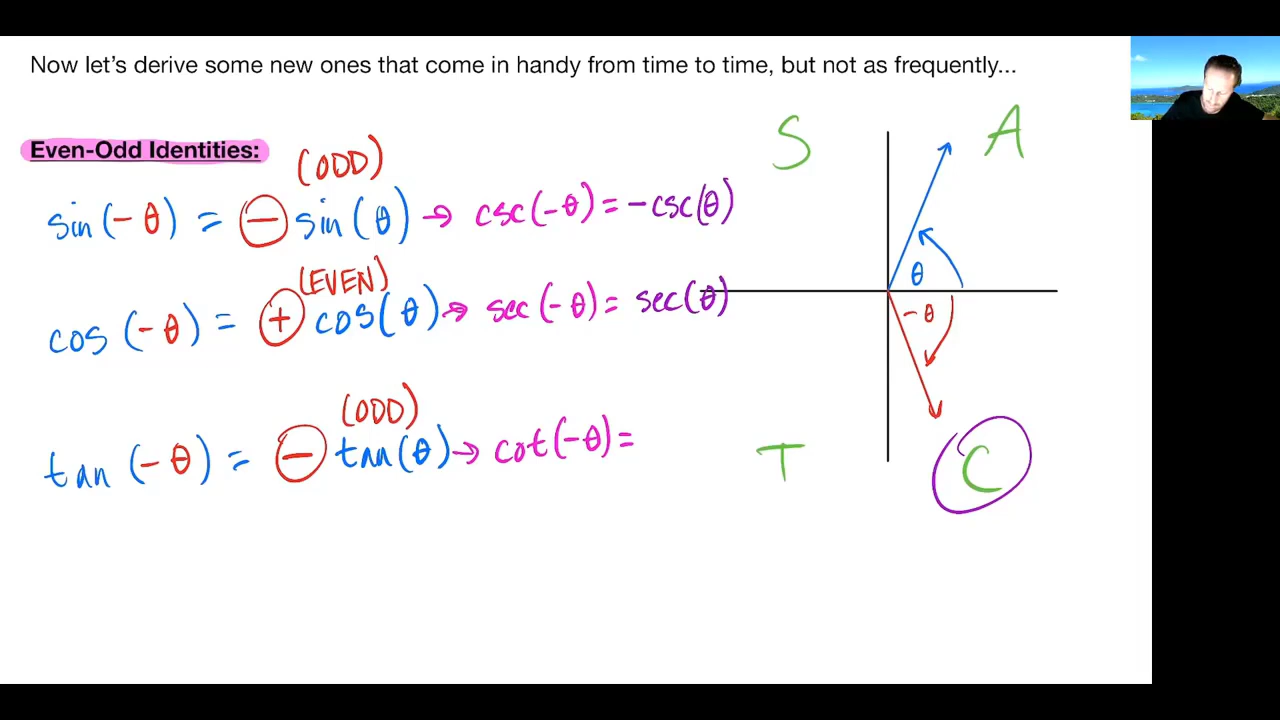 Now let's derive some new ones that come in handy from time to time, but not as frequently...
Even-Odd Identities:
(ODD)
sin(-θ) = - sin(θ) → csc(-θ) = -csc(θ)
(EVEN)
cos(-θ) = + cos(θ) → sec(-θ) = sec(θ)
(ODD)
tan(-θ) = - tan(θ) → cot(-θ) =
S A
θ
-θ
T C